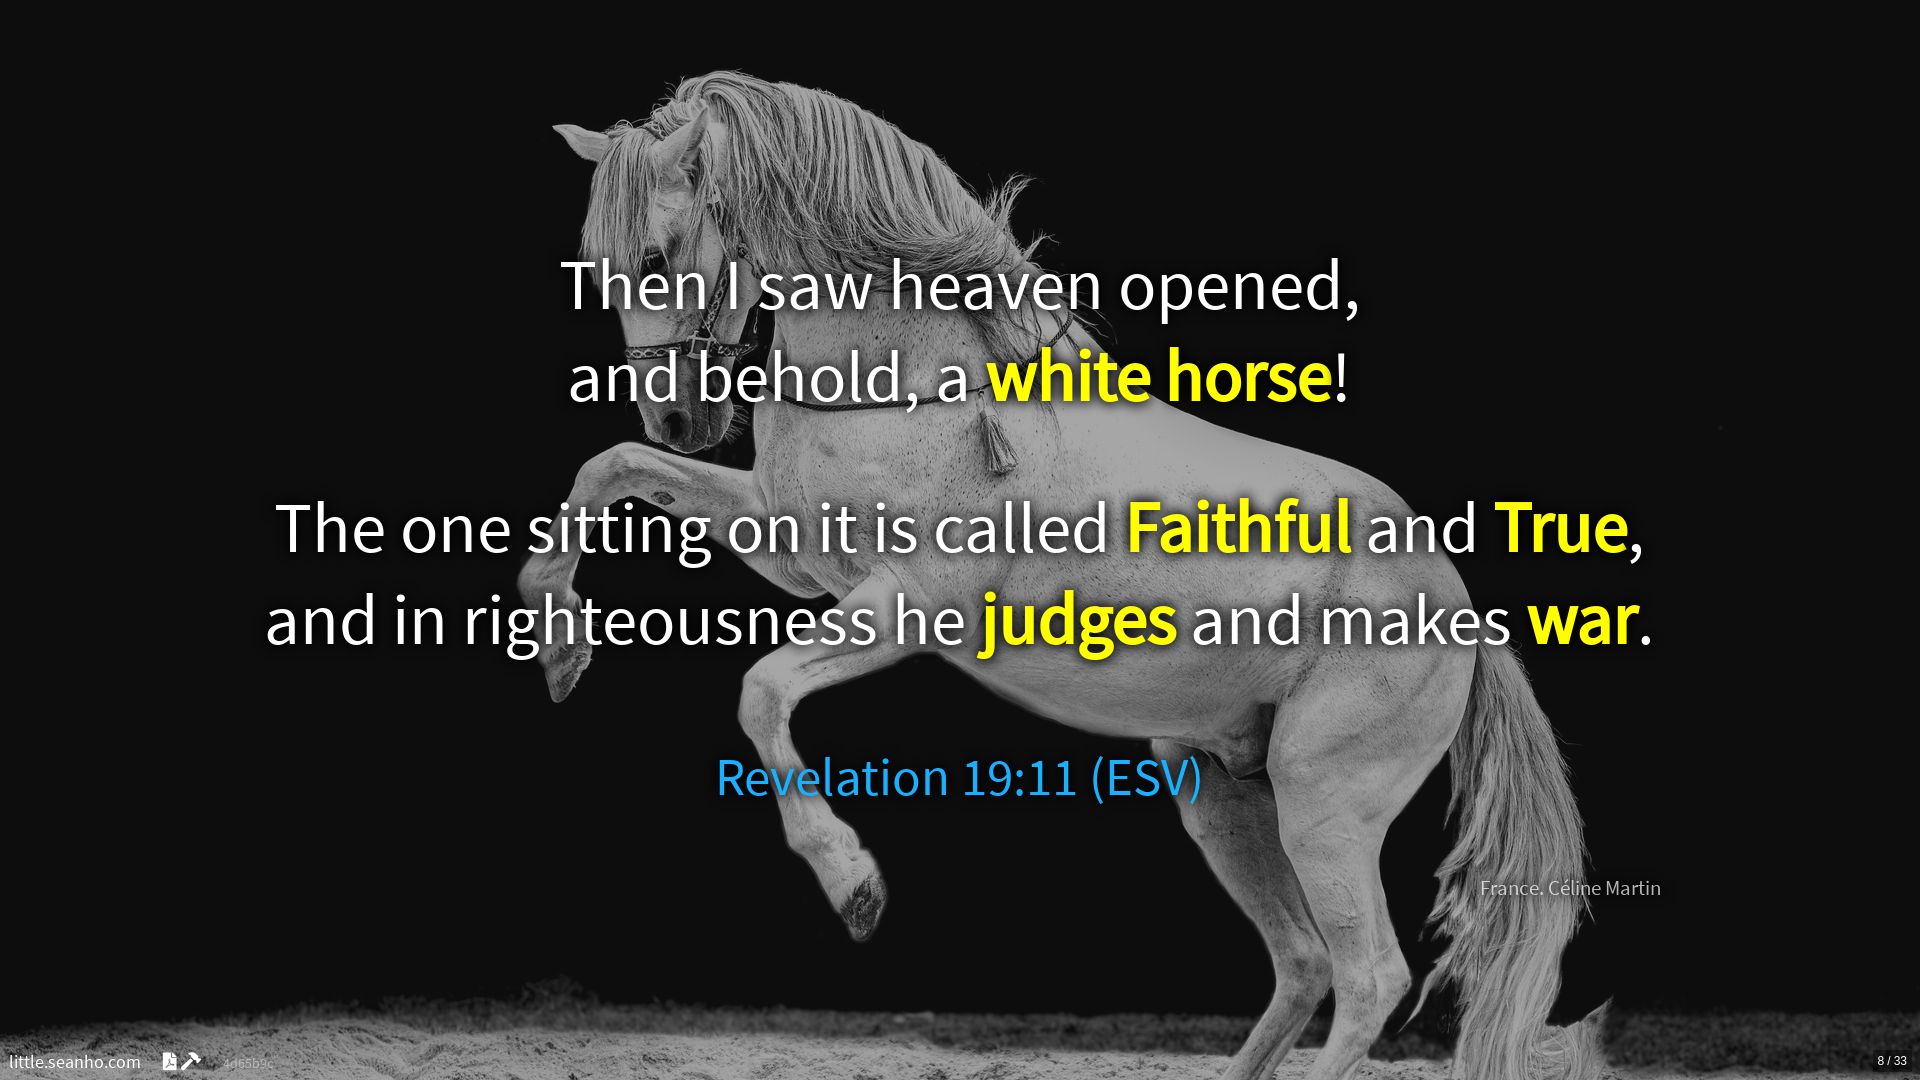 Then I saw heaven opened,
and behold, a white horse!
The one sitting on it is called Faithful and True,
and in righteousness he judges and makes war.
Revelation 19:11 (ESV)
France. Céline Martin
little.seanho.com 4d65b9c
8 / 33